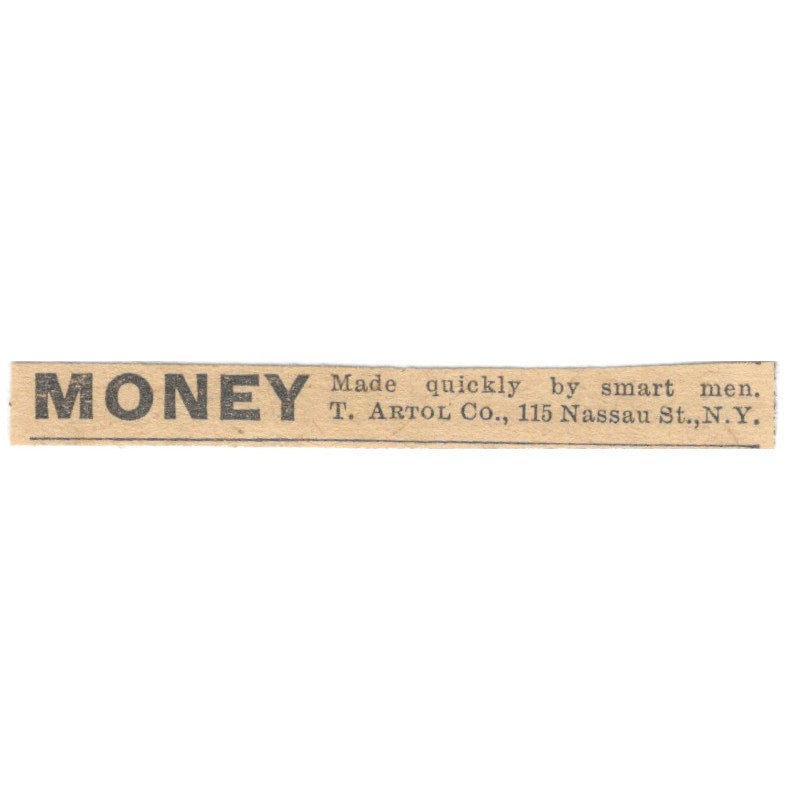 MONEY Made quickly by smart men.
T. ARTOL Co., 115 Nassau St., N.Y.